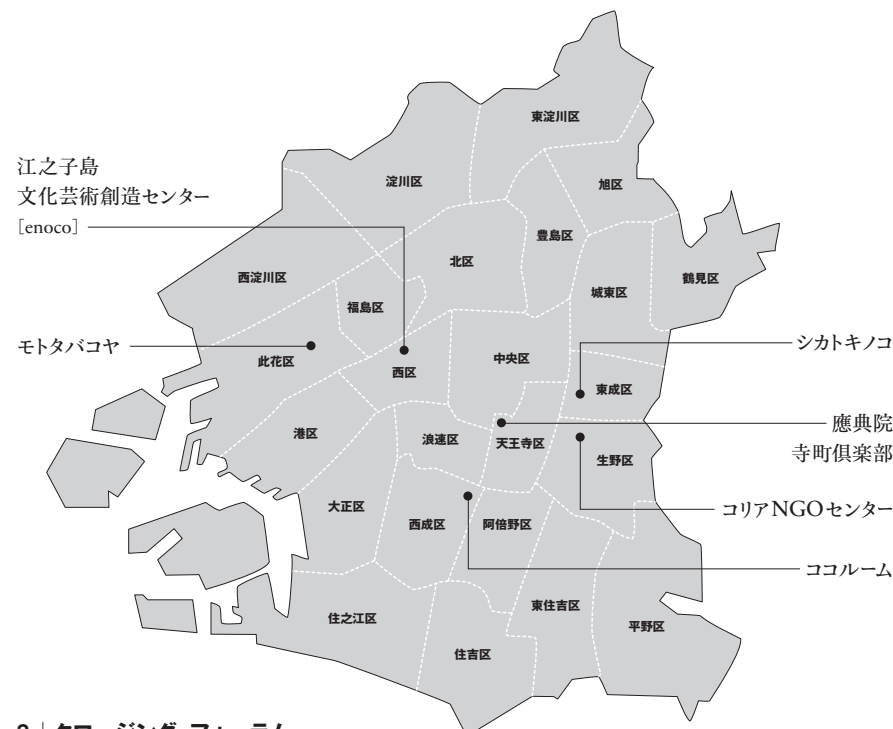 東淀川区
江之子島
文化芸術創造センター
[enoco]
淀川区
旭区
豊島区
北区
西淀川区
鶴見区
城東区
福島区
モトタバコヤ
シカトキノコ
此花区
中央区
西区
東成区
應典院
寺町倶楽部
港区
浪速区
天王寺区
生野区
大正区
コリアNGOセンター
西成区
阿倍野区
ココルーム
東住吉区
住之江区
平野区
住吉区